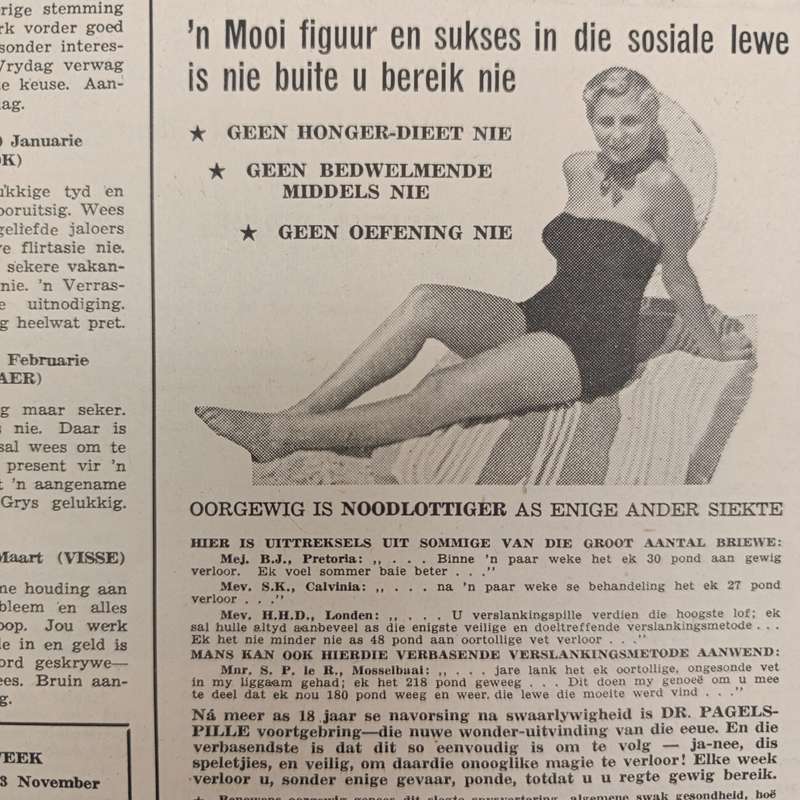 rige stemming
rk vorder goed
sonder interes-
Vrydag verwag
e keuse. Aan-
ag.
Januarie
K)
kkige tyd en
ooruitsig. Wees
geliefde jaloers
e flirtasie nie.
sekere vakan-
nie. 'n Verras-
e uitnodiging.
g heelwat pret.
Februarie
AER)
g maar seker.
s nie. Daar is
sal wees om te
present vir 'n
t 'n aangename
Grys gelukkig.
Maart (VISSE)
ne houding aan
bleem en alles
oop. Jou werk
le in en geld is
ord geskrywe—
ees. Bruin aan-
g.
EEK
3 November
'n Mooi figuur en sukses in die sosiale lewe
is nie buite u bereik nie
★ GEEN HONGER-DIEET NIE
★ GEEN BEDWELMENDE
MIDDELS NIE
★ GEEN OEFENING NIE
OORGEWIG IS NOODLOTTIGER AS ENIGE ANDER SIEKTE
HIER IS UITTREKSELS UIT SOMMIGE VAN DIE GROOT AANTAL BRIEWE:
Mej. B.J., Pretoria: ,, . . . Binne 'n paar weke het ek 30 pond aan gewig
verloor. Ek voel sommer baie beter . . ."
Mev. S.K., Calvinia: ,, . . . na 'n paar weke se behandeling het ek 27 pond
verloor . . ."
Mev. H.H.D., Londen: ,, . . . U verslankingspille verdien die hoogste lof; ek
sal hulle altyd aanbeveel as die enigste veilige en doeltreffende verslankingsmetode . . .
Ek het nie minder nie as 48 pond aan oortollige vet verloor . . ."
MANS KAN OOK HIERDIE VERBASENDE VERSLANKINGSMETODE AANWEND:
Mnr. S. P. le R., Mosselbaai: ,, . . . jare lank het ek oortollige, ongesonde vet
in my liggaam gehad; ek het 218 pond geweeg . . . Dit doen my genoeë om u mee
te deel dat ek nou 180 pond weeg en weer die lewe die moeite werd vind . . ."
Ná meer as 18 jaar se navorsing na swaarlywigheid is DR. PAGELS-
PILLE voortgebring—die nuwe wonder-uitvinding van die eeue. En die
verbasendste is dat dit so eenvoudig is om te volg — ja-nee, dis
speletjies, en veilig, om daardie onooglike magie te verloor! Elke week
verloor u, sonder enige gevaar, ponde, totdat u u regte gewig bereik.